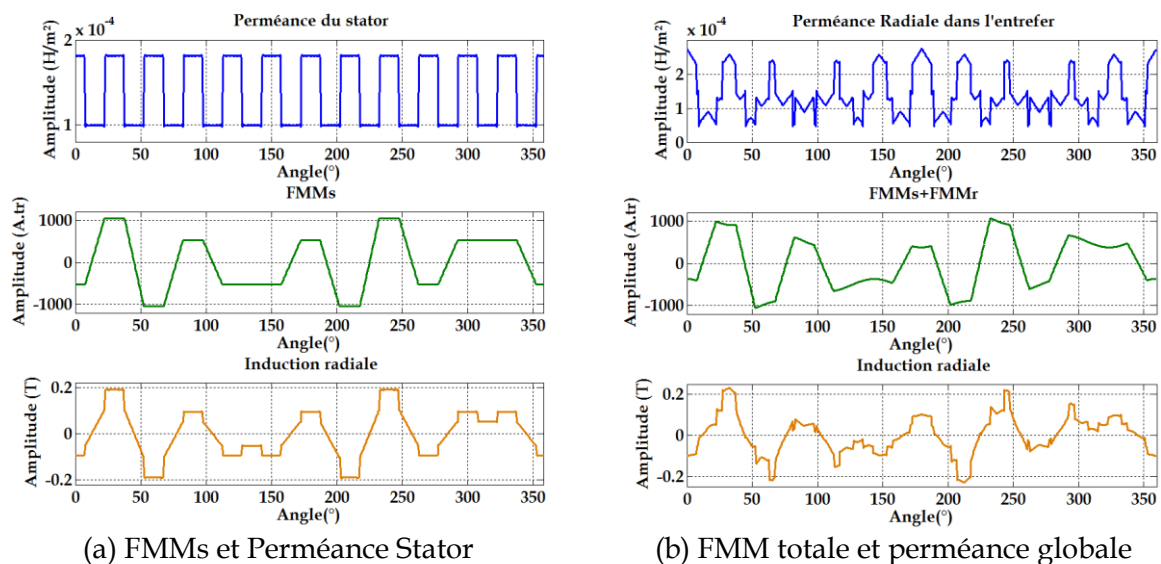 Perméance du stator
x 10⁻⁴
Amplitude (H/m²)
2
1
0 50 100 150 200 250 300 350
Angle(°)
FMMs
Amplitude (A.tr)
1000
0
-1000
0 50 100 150 200 250 300 350
Angle(°)
Induction radiale
Amplitude (T)
0.2
0
-0.2
0 50 100 150 200 250 300 350
Angle(°)
(a) FMMs et Perméance Stator
Perméance Radiale dans l'entrefer
x 10⁻⁴
Amplitude (H/m²)
2
1
0
0 50 100 150 200 250 300 350
Angle(°)
FMMs+FMMr
Amplitude (A.tr)
1000
0
-1000
0 50 100 150 200 250 300 350
Angle(°)
Induction radiale
Amplitude (T)
0.2
0
-0.2
0 50 100 150 200 250 300 350
Angle(°)
(b) FMM totale et perméance globale